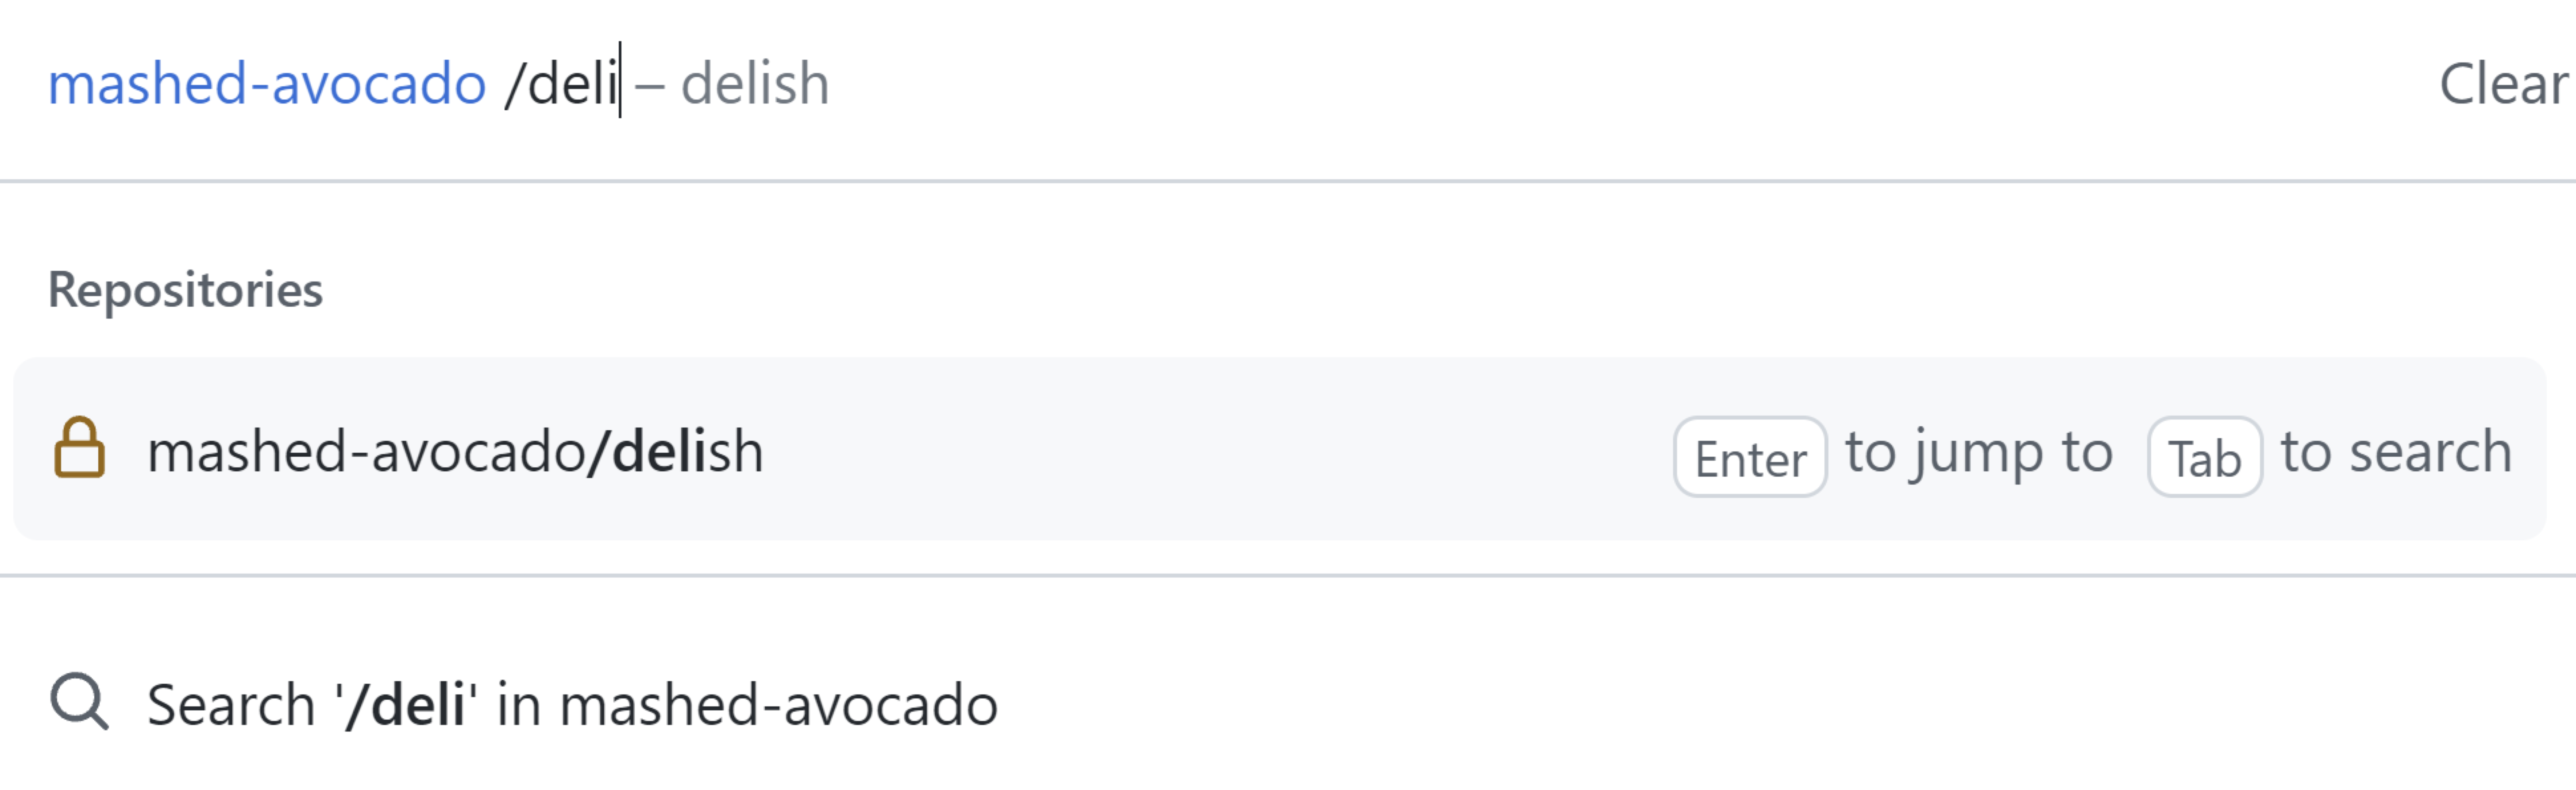 mashed-avocado /deli – delish Clear
Repositories
mashed-avocado/delish Enter to jump to Tab to search
Search '/deli' in mashed-avocado